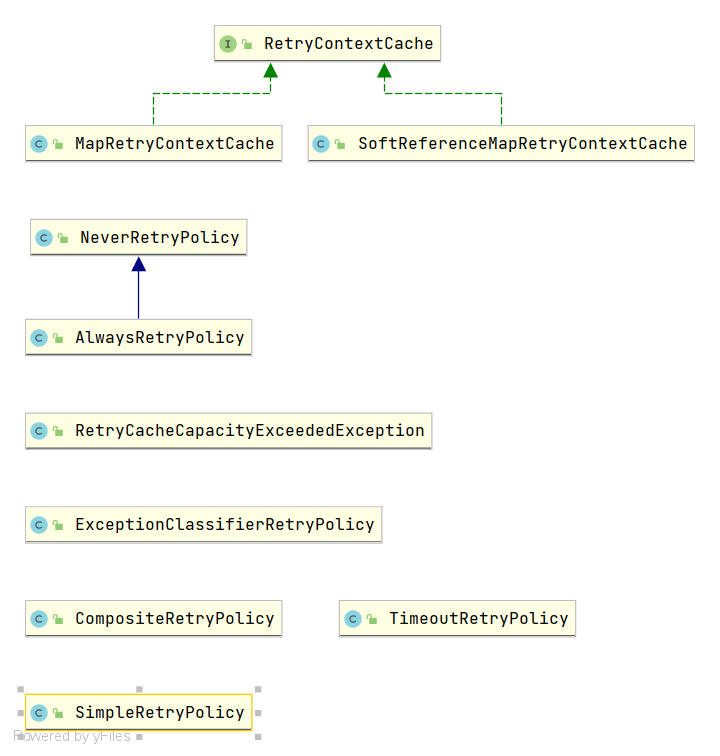 I RetryContextCache
C MapRetryContextCache
C SoftReferenceMapRetryContextCache
C NeverRetryPolicy
C AlwaysRetryPolicy
C RetryCacheCapacityExceededException
C ExceptionClassifierRetryPolicy
C CompositeRetryPolicy
C TimeoutRetryPolicy
C SimpleRetryPolicy
Powered by yFiles